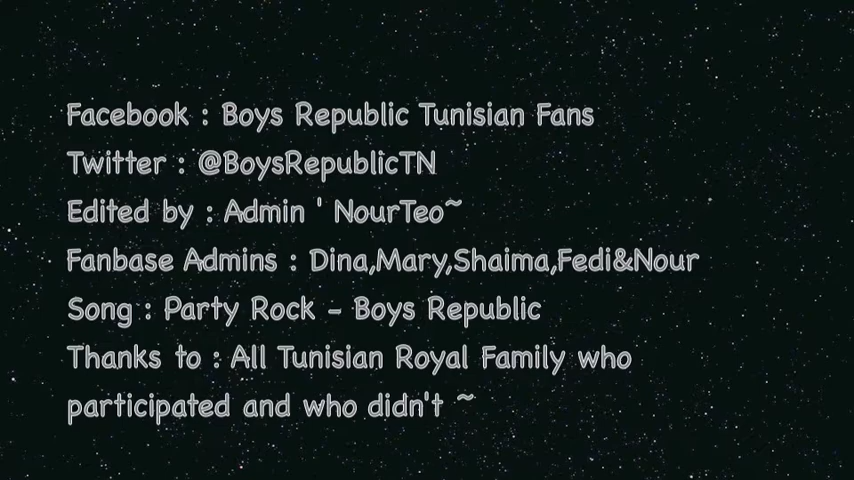 Facebook : Boys Republic Tunisian Fans
Twitter : @BoysRepublicTN
Edited by : Admin ' NourTeo~
Fanbase Admins : Dina,Mary,Shaima,Fedi&Nour
Song : Party Rock - Boys Republic
Thanks to : All Tunisian Royal Family who
participated and who didn't ~